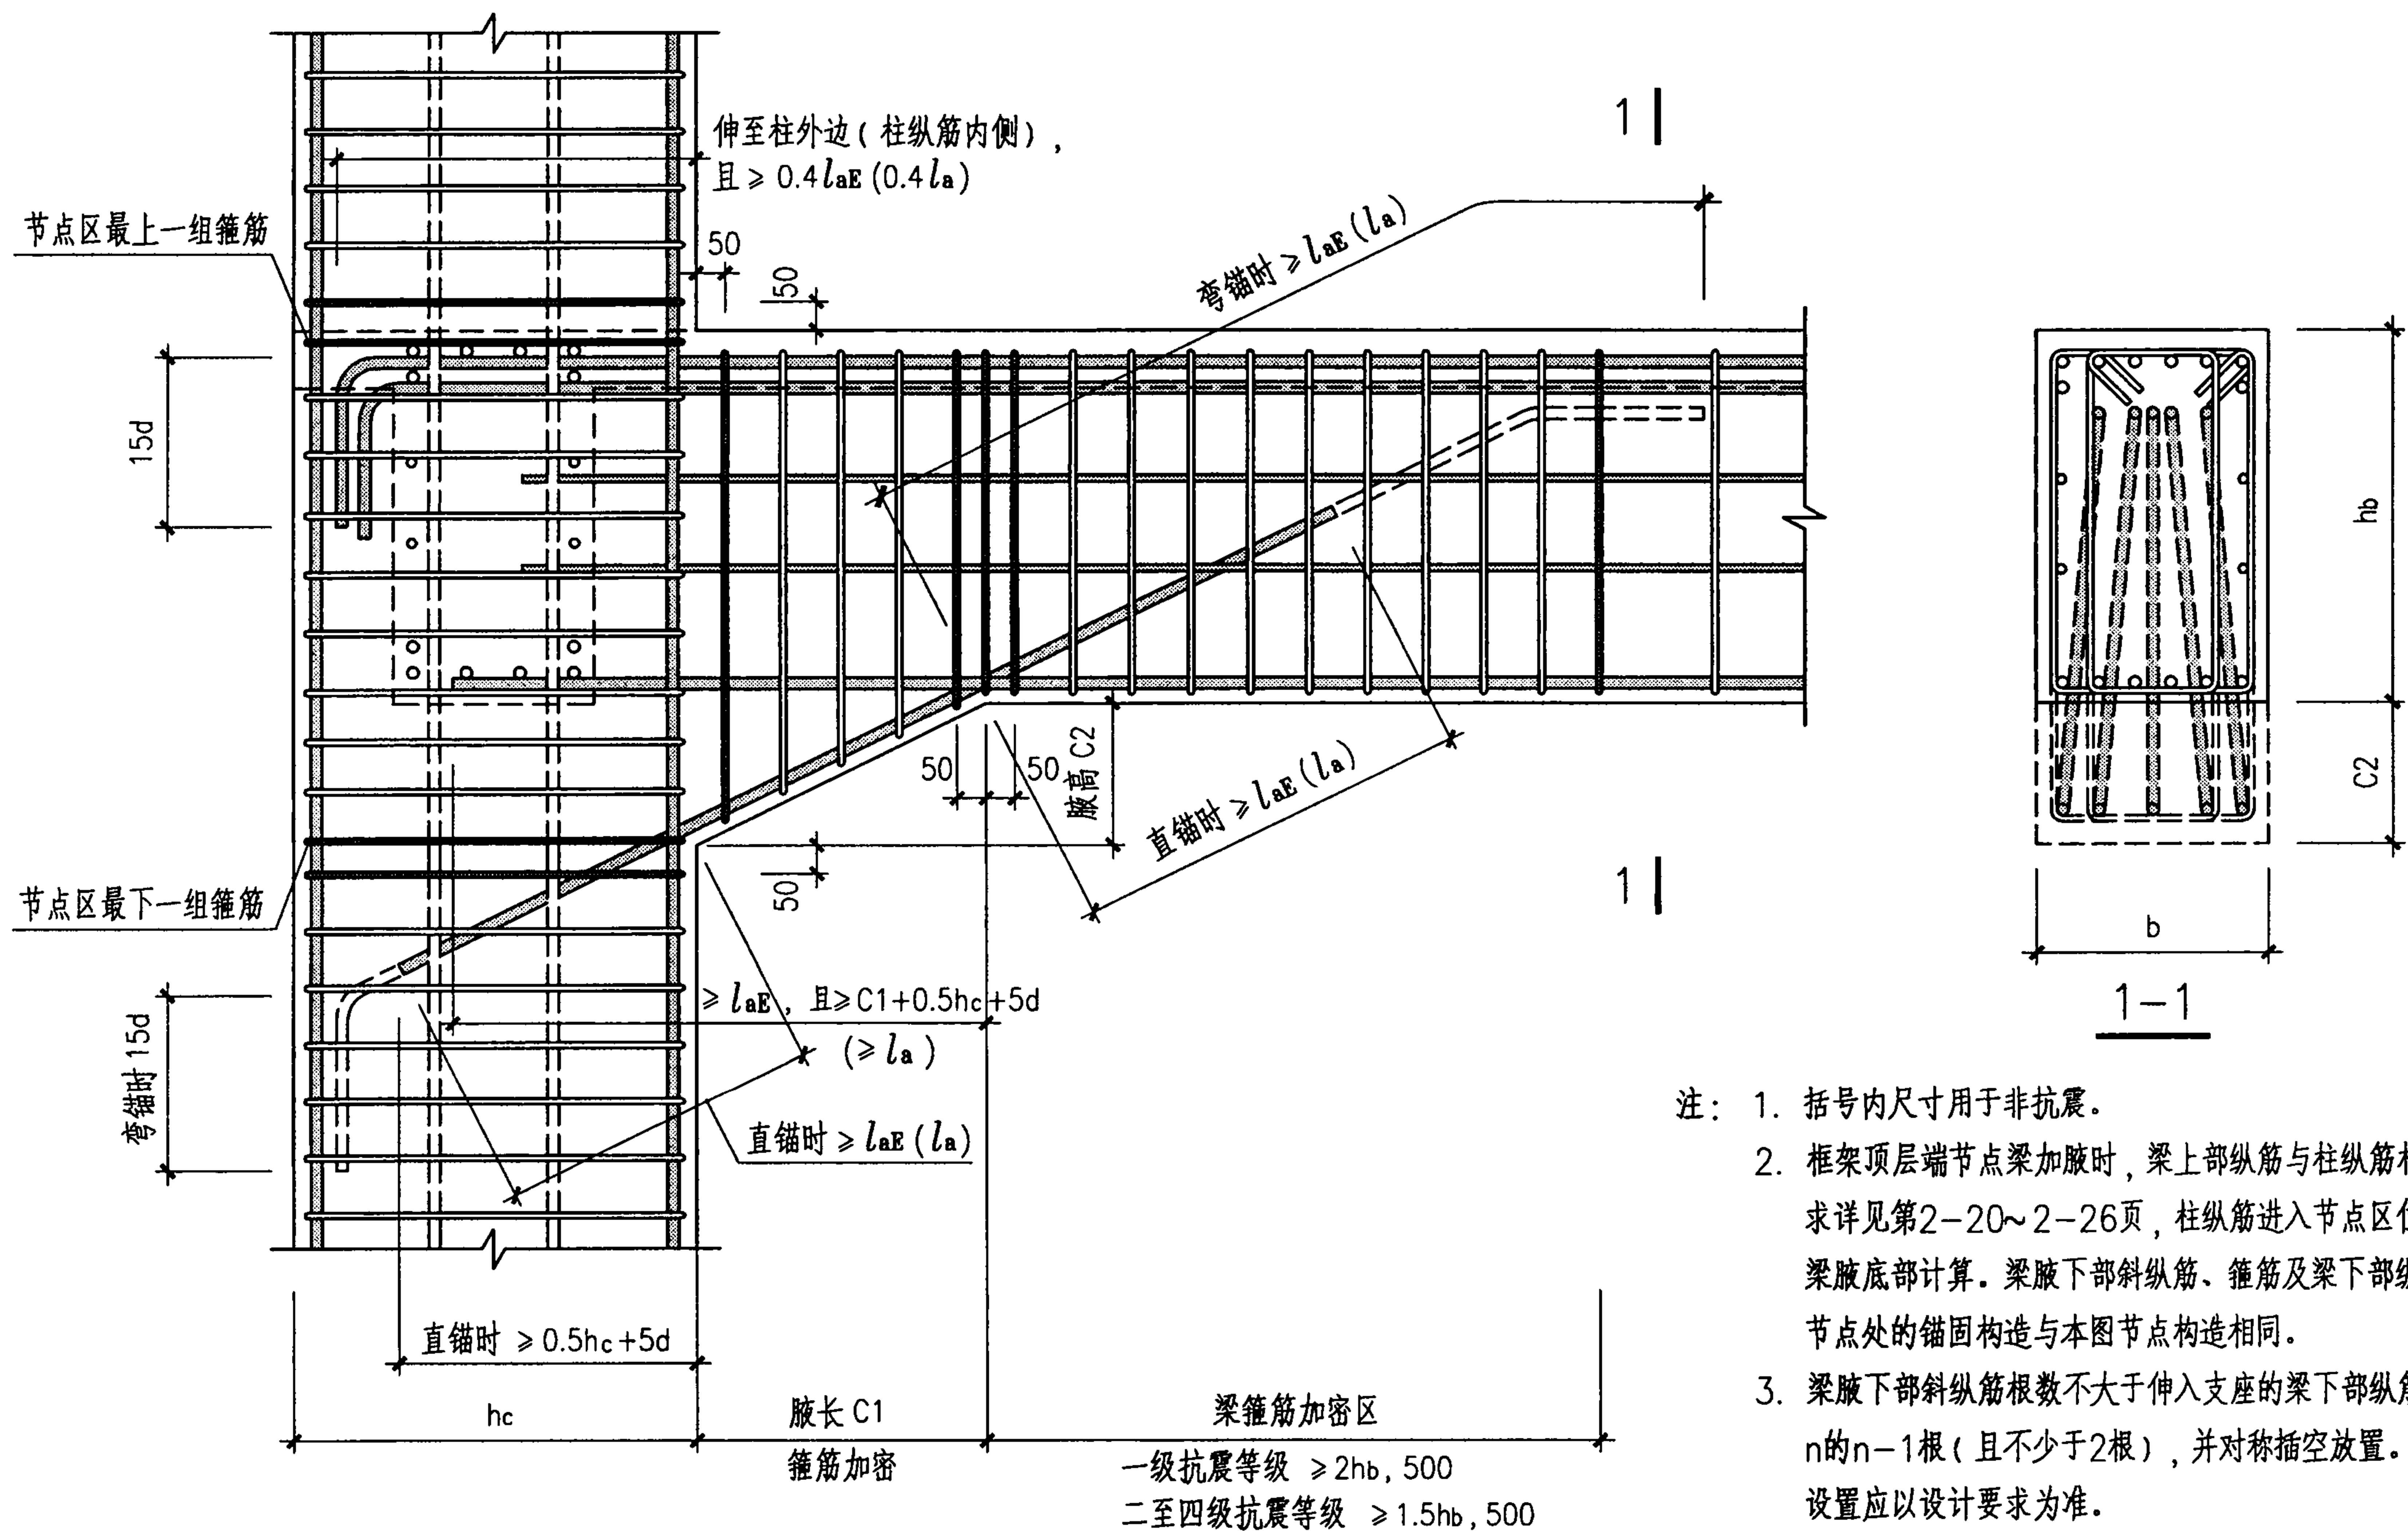 伸至柱外边(柱纵筋内侧),
且≥0.4laE(0.4la)
1
节点区最上一组箍筋
50
50
弯锚时≥laE(la)
15d
hb
50
50
腋高 C2
直锚时≥laE(la)
C2
50
1
节点区最下一组箍筋
b
1-1
弯锚时 15d
≥laE, 且≥C1+0.5hc+5d
(≥la)
直锚时≥laE(la)
直锚时 ≥0.5hc+5d
hc
腋长 C1
箍筋加密
梁箍筋加密区
一级抗震等级 ≥2hb, 500
二至四级抗震等级 ≥1.5hb, 500
注: 1. 括号内尺寸用于非抗震。
2. 框架顶层端节点梁加腋时, 梁上部纵筋与柱纵筋
求详见第2-20~2-26页, 柱纵筋进入节点区
梁腋底部计算。梁腋下部斜纵筋、箍筋及梁下部
节点处的锚固构造与本图节点构造相同。
3. 梁腋下部斜纵筋根数不大于伸入支座的梁下部纵
n的n-1根(且不少于2根), 并对称插空放置。
设置应以设计要求为准。